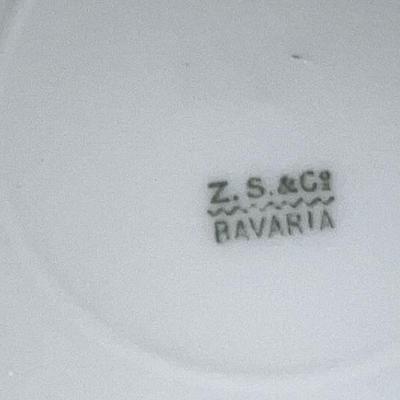 Z. S. & Cº
BAVARIA